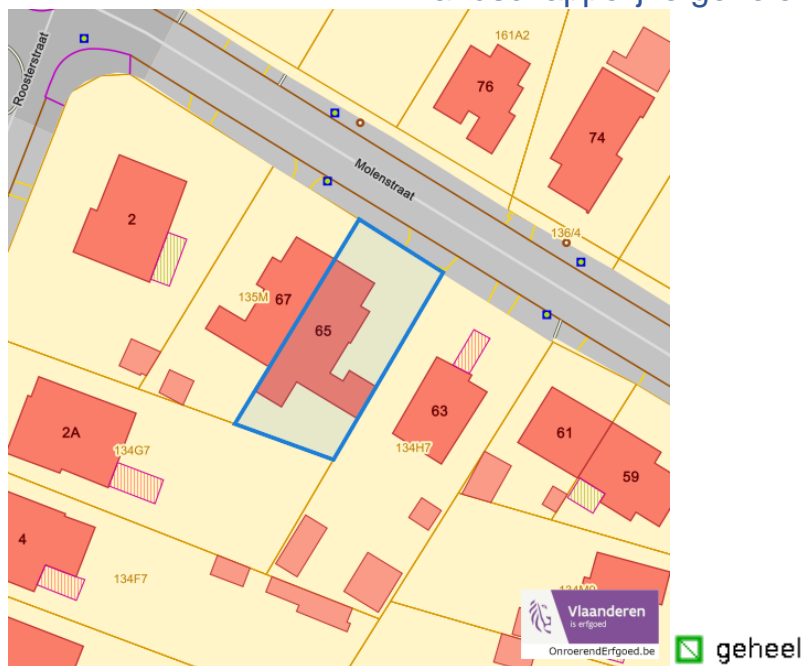 161A2
Roosterstraat
76
74
Molenstraat
2
136/4
67
135M
65
63
61
2A
134G7
134H7
59
4
134F7
Vlaanderen
is erfgoed
OnroerendErfgoed.be
geheel